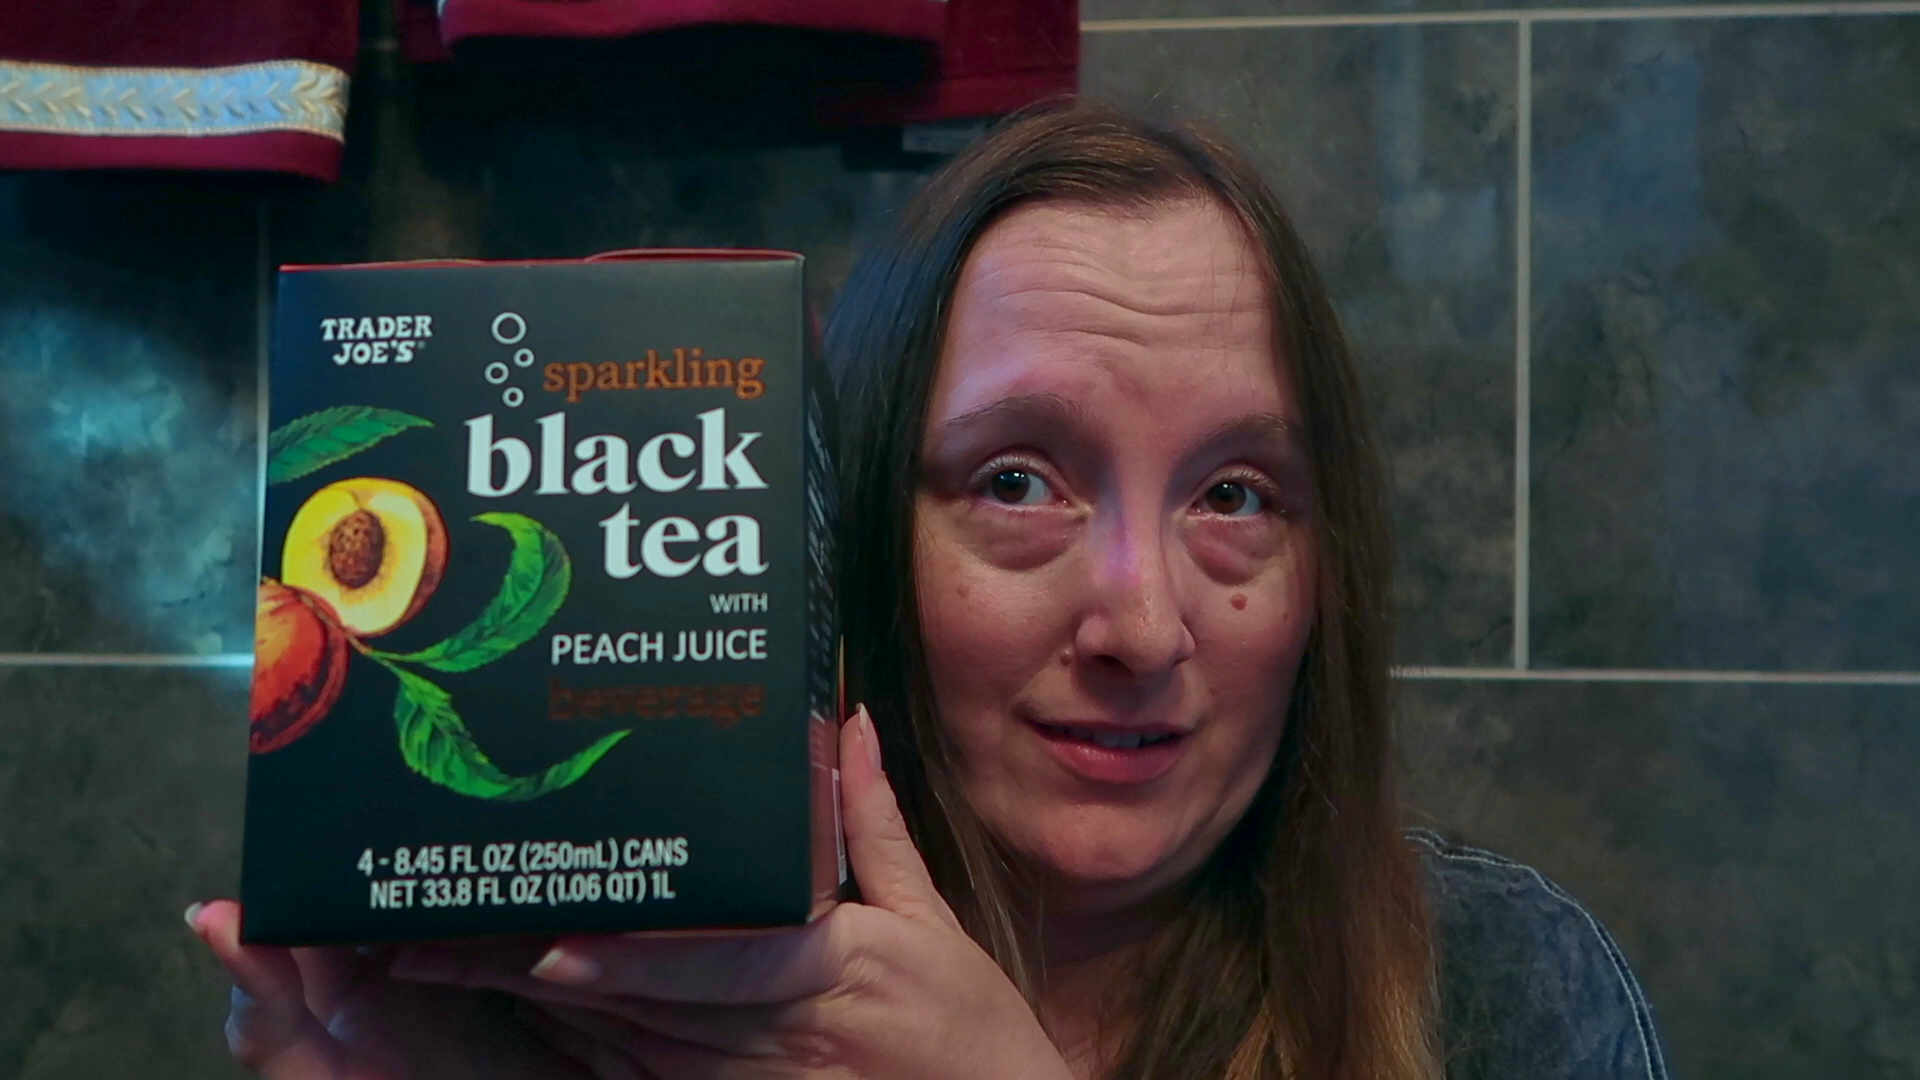 TRADER
JOE'S
sparkling
black
tea
WITH
PEACH JUICE
beverage
4 - 8.45 FL OZ (250mL) CANS
NET 33.8 FL OZ (1.06 QT) 1L